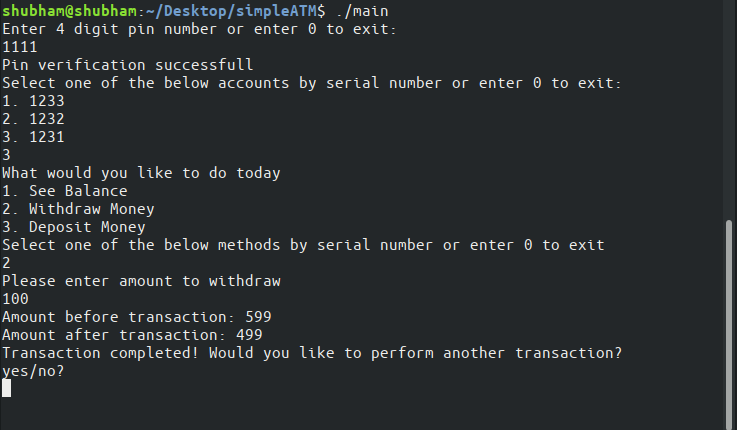 shubham@shubham:~/Desktop/simpleATM$ ./main
Enter 4 digit pin number or enter 0 to exit:
1111
Pin verification successfull
Select one of the below accounts by serial number or enter 0 to exit:
1. 1233
2. 1232
3. 1231
3
What would you like to do today
1. See Balance
2. Withdraw Money
3. Deposit Money
Select one of the below methods by serial number or enter 0 to exit
2
Please enter amount to withdraw
100
Amount before transaction: 599
Amount after transaction: 499
Transaction completed! Would you like to perform another transaction?
yes/no?